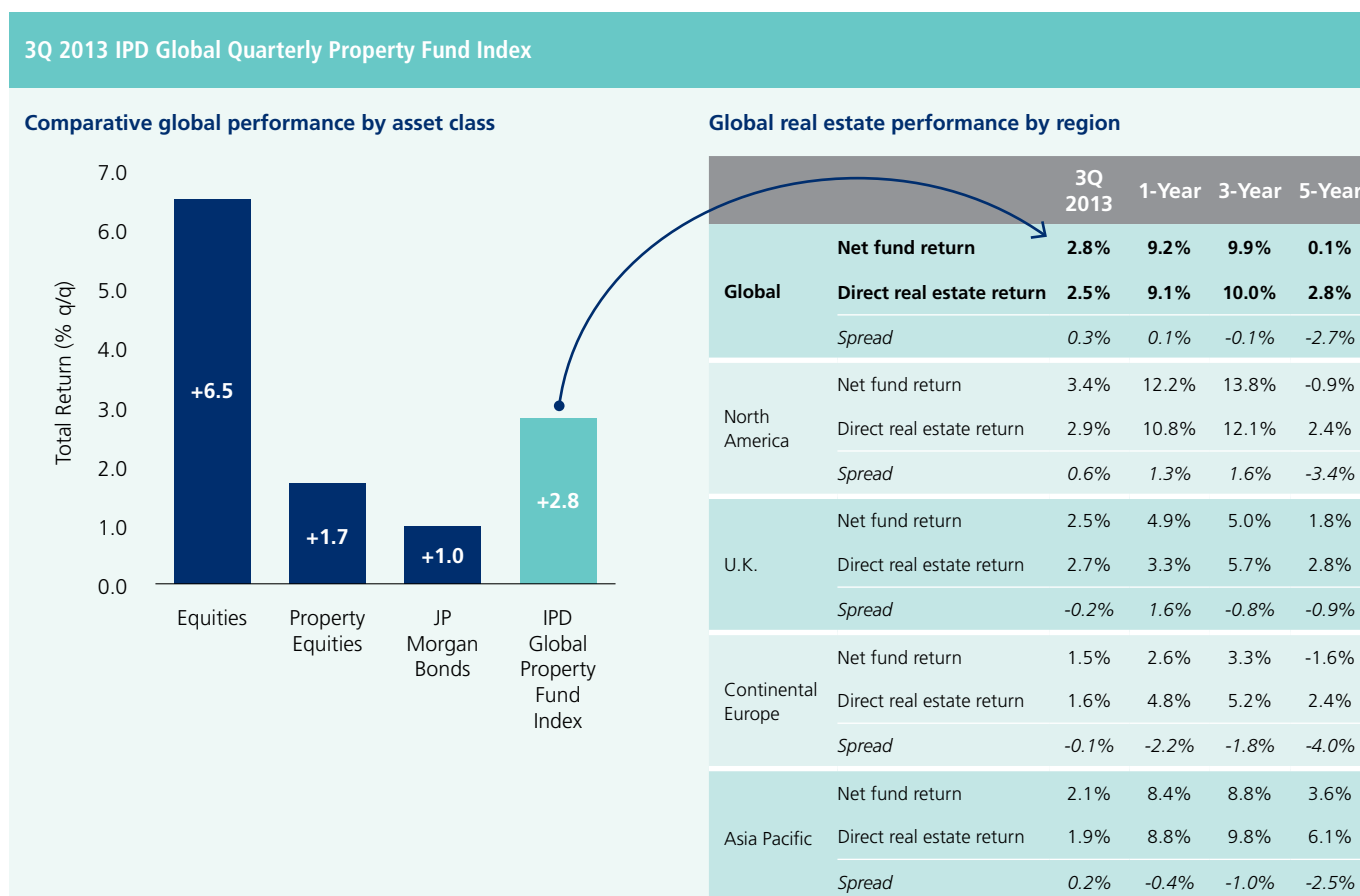 3Q 2013 IPD Global Quarterly Property Fund Index
Comparative global performance by asset class
Total Return (% q/q)
7.0
6.0
5.0
4.0
3.0
2.0
1.0
0.0
+6.5
+1.7
+1.0
+2.8
Equities
Property
Equities
JP
Morgan
Bonds
IPD
Global
Property
Fund
Index
Global real estate performance by region
3Q
2013 1-Year 3-Year 5-Year
Global
Net fund return 2.8% 9.2% 9.9% 0.1%
Direct real estate return 2.5% 9.1% 10.0% 2.8%
Spread 0.3% 0.1% -0.1% -2.7%
North
America
Net fund return 3.4% 12.2% 13.8% -0.9%
Direct real estate return 2.9% 10.8% 12.1% 2.4%
Spread 0.6% 1.3% 1.6% -3.4%
U.K.
Net fund return 2.5% 4.9% 5.0% 1.8%
Direct real estate return 2.7% 3.3% 5.7% 2.8%
Spread -0.2% 1.6% -0.8% -0.9%
Continental
Europe
Net fund return 1.5% 2.6% 3.3% -1.6%
Direct real estate return 1.6% 4.8% 5.2% 2.4%
Spread -0.1% -2.2% -1.8% -4.0%
Asia Pacific
Net fund return 2.1% 8.4% 8.8% 3.6%
Direct real estate return 1.9% 8.8% 9.8% 6.1%
Spread 0.2% -0.4% -1.0% -2.5%